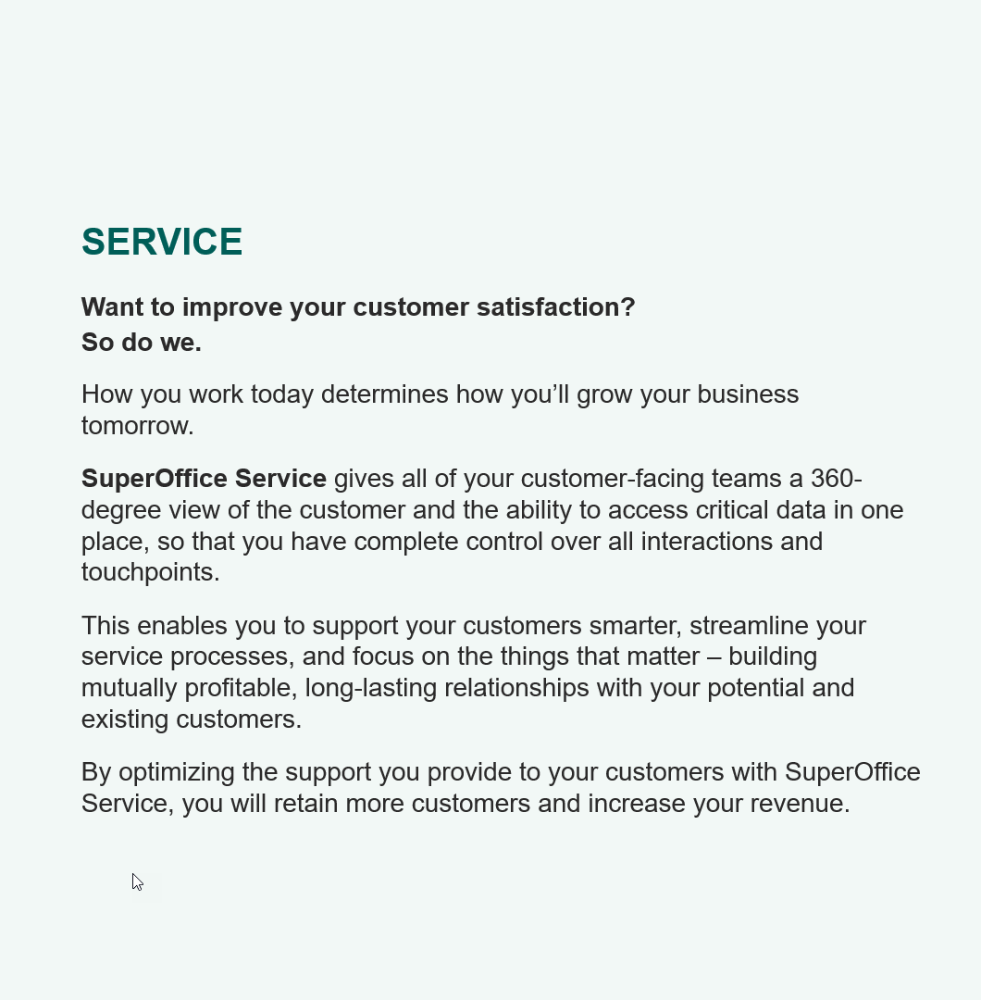 SERVICE
Want to improve your customer satisfaction?
So do we.
How you work today determines how you’ll grow your business
tomorrow.
SuperOffice Service gives all of your customer-facing teams a 360-
degree view of the customer and the ability to access critical data in one
place, so that you have complete control over all interactions and
touchpoints.
This enables you to support your customers smarter, streamline your
service processes, and focus on the things that matter – building
mutually profitable, long-lasting relationships with your potential and
existing customers.
By optimizing the support you provide to your customers with SuperOffice
Service, you will retain more customers and increase your revenue.